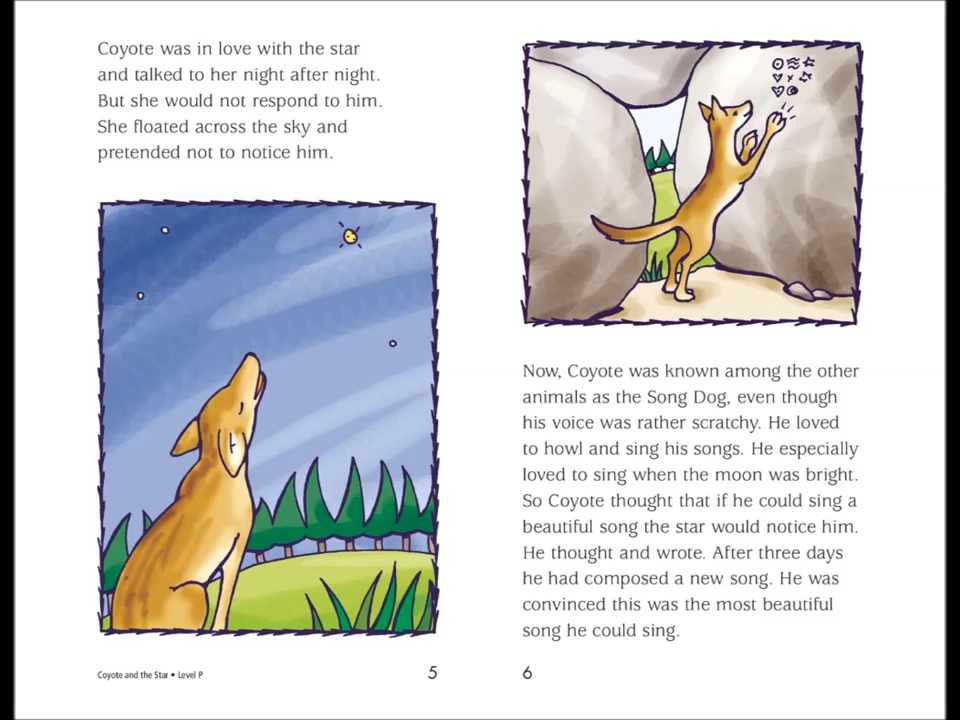 Coyote was in love with the star
and talked to her night after night.
But she would not respond to him.
She floated across the sky and
pretended not to notice him.
Coyote and the Star • Level P
5
Now, Coyote was known among the other
animals as the Song Dog, even though
his voice was rather scratchy. He loved
to howl and sing his songs. He especially
loved to sing when the moon was bright.
So Coyote thought that if he could sing a
beautiful song the star would notice him.
He thought and wrote. After three days
he had composed a new song. He was
convinced this was the most beautiful
song he could sing.
6